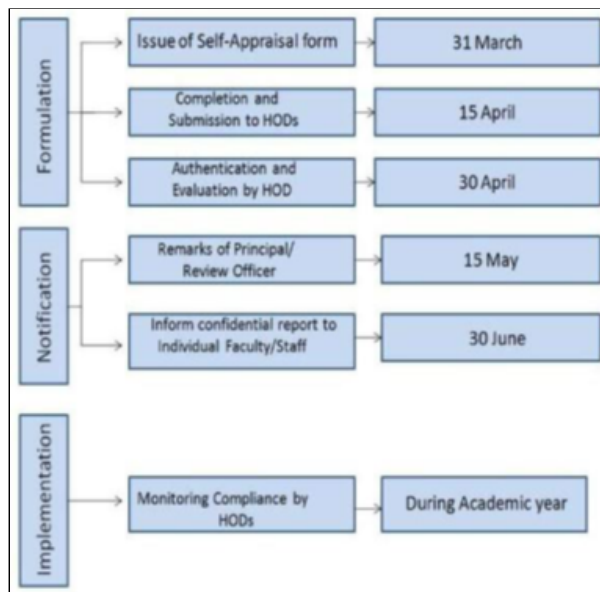 Formulation
Issue of Self-Appraisal form
31 March
Completion and
Submission to HODs
15 April
Authentication and
Evaluation by HOD
30 April
Notification
Remarks of Principal/
Review Officer
15 May
Inform confidential report to
Individual Faculty/Staff
30 June
Implementation
Monitoring Compliance by
HODs
During Academic year